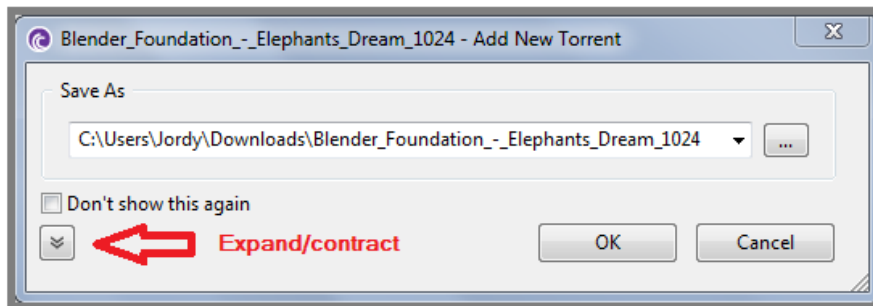 Blender_Foundation_-_Elephants_Dream_1024 - Add New Torrent
Save As
C:\Users\Jordy\Downloads\Blender_Foundation_-_Elephants_Dream_1024
...
Don't show this again
Expand/contract
OK
Cancel